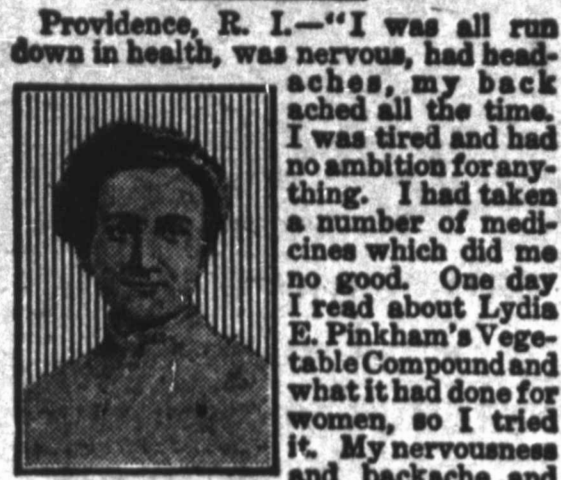 Providence, R. I.—"I was all run
down in health, was nervous, had head-
aches, my back
ached all the time.
I was tired and had
no ambition for any-
thing. I had taken
a number of medi-
cines which did me
no good. One day
I read about Lydia
E. Pinkham's Vege-
table Compound and
what it had done for
women, so I tried
it. My nervousness
and backache and